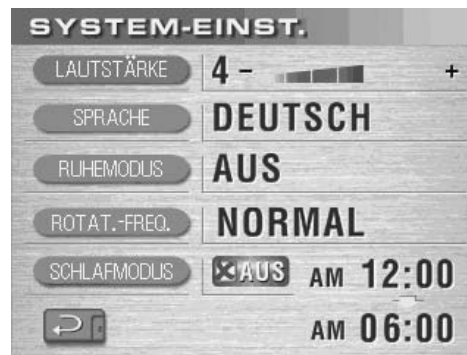 SYSTEM-EINST.
LAUTSTÄRKE 4 - +
SPRACHE DEUTSCH
RUHEMODUS AUS
ROTAT.-FREQ. NORMAL
SCHLAFMODUS AUS AM 12:00
AM 06:00